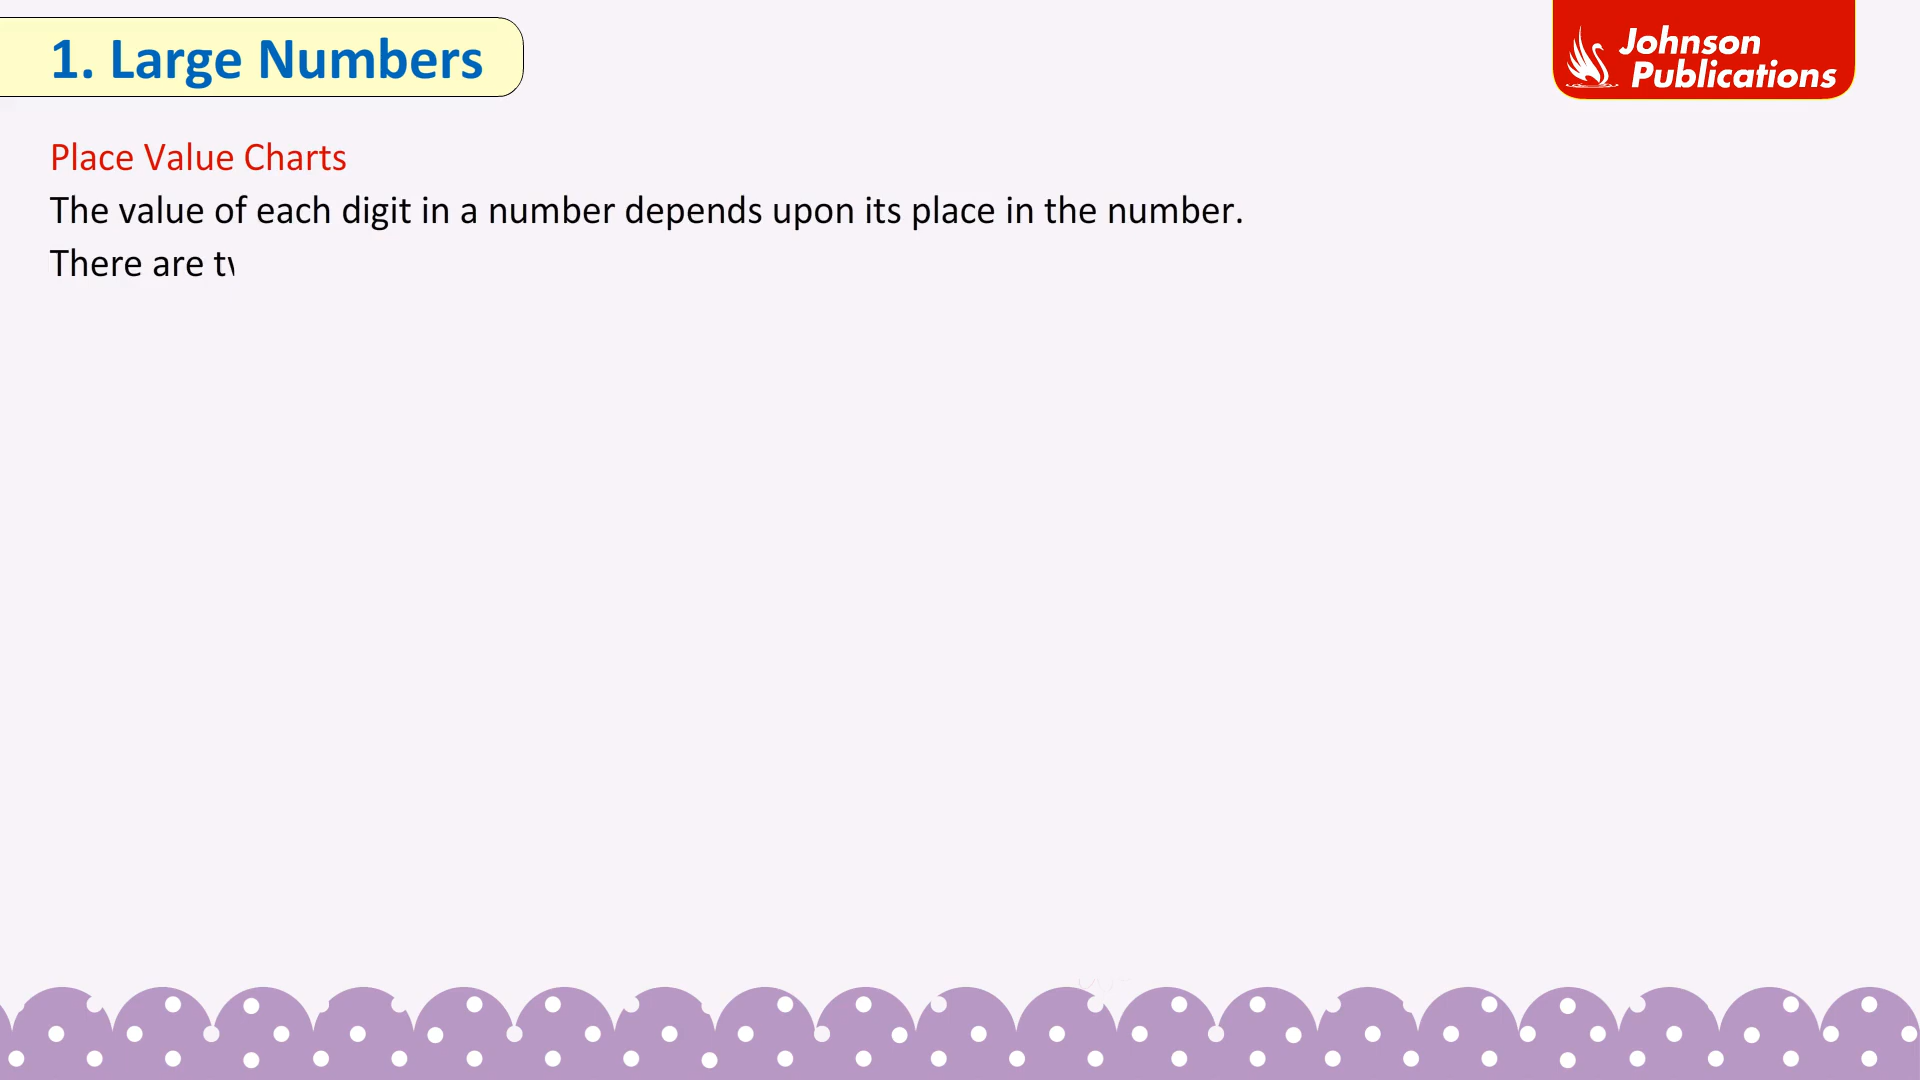 1. Large Numbers
Johnson
Publications
Place Value Charts
The value of each digit in a number depends upon its place in the number.
There are